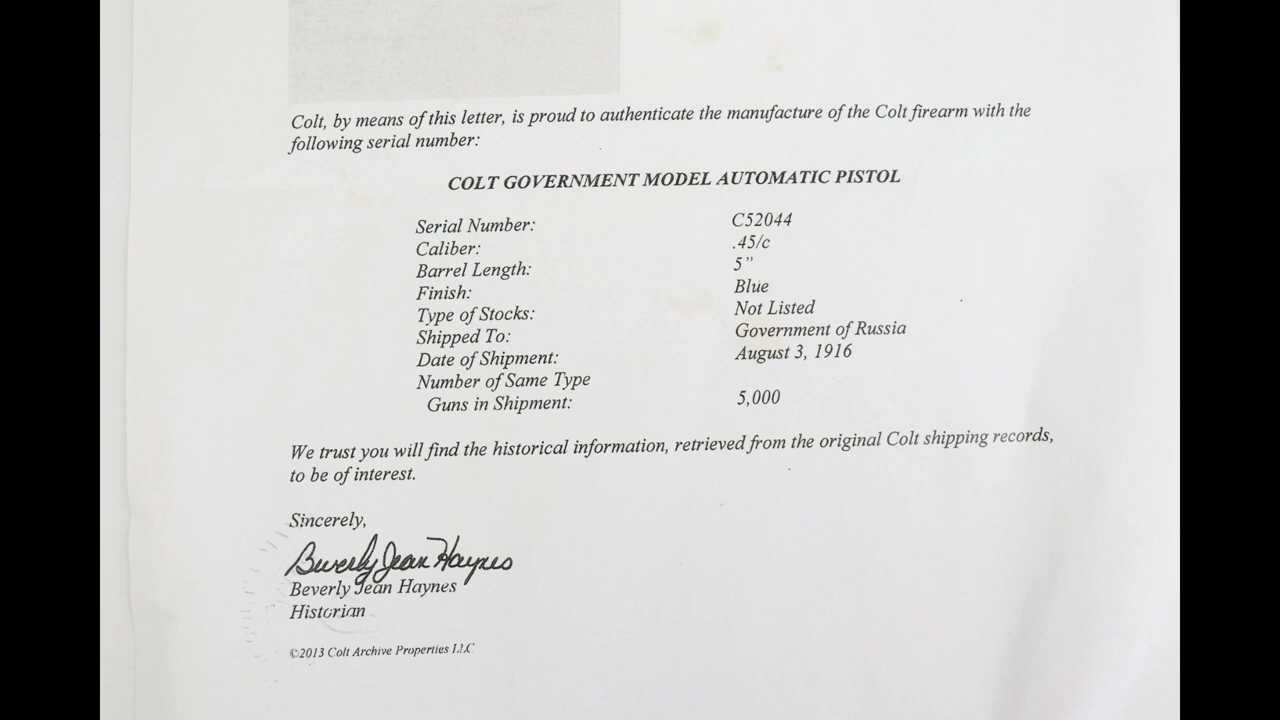 Colt, by means of this letter, is proud to authenticate the manufacture of the Colt firearm with the
following serial number:
COLT GOVERNMENT MODEL AUTOMATIC PISTOL
Serial Number: C52044
Caliber: .45/c
Barrel Length: 5"
Finish: Blue
Type of Stocks: Not Listed
Shipped To: Government of Russia
Date of Shipment: August 3, 1916
Number of Same Type
Guns in Shipment: 5,000
We trust you will find the historical information, retrieved from the original Colt shipping records,
to be of interest.
Sincerely,
Beverly Jean Haynes
Beverly Jean Haynes
Historian
©2013 Colt Archive Properties LLC